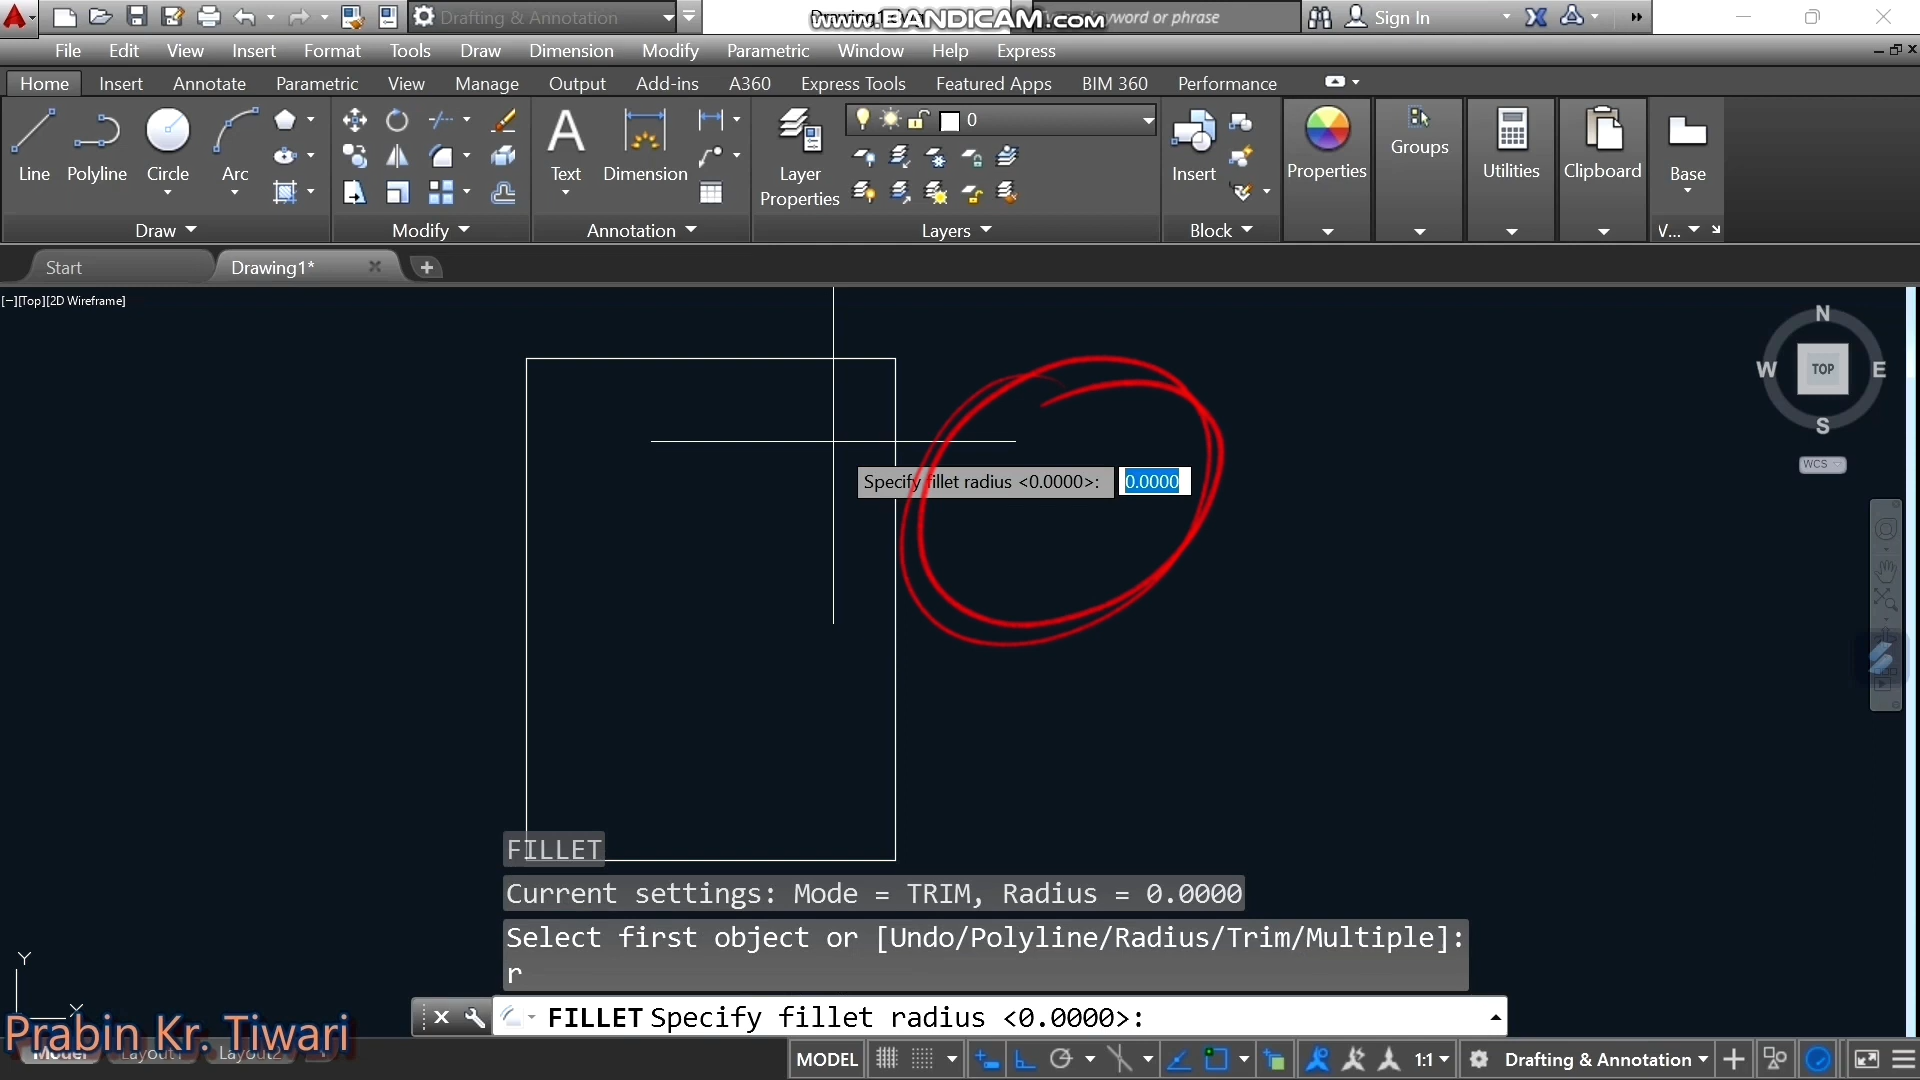 Drafting & Annotation
www.BANDICAM.com
word or phrase
Sign In
File Edit View Insert Format Tools Draw Dimension Modify Parametric Window Help Express
Home Insert Annotate Parametric View Manage Output Add-ins A360 Express Tools Featured Apps BIM 360 Performance
0
Line Polyline Circle Arc
Text Dimension
Layer Properties
Insert
Properties
Groups
Utilities
Clipboard
Base
Draw Modify Annotation Layers Block V...
Start Drawing1*
[−][Top][2D Wireframe]
N
W TOP E
S
WCS
Specify fillet radius <0.0000>: 0.0000
FILLET
Current settings: Mode = TRIM, Radius = 0.0000
Select first object or [Undo/Polyline/Radius/Trim/Multiple]:
r
Y
X
FILLET Specify fillet radius <0.0000>:
Prabin Kr. Tiwari
Model Layout1 Layout2
MODEL 1:1 Drafting & Annotation